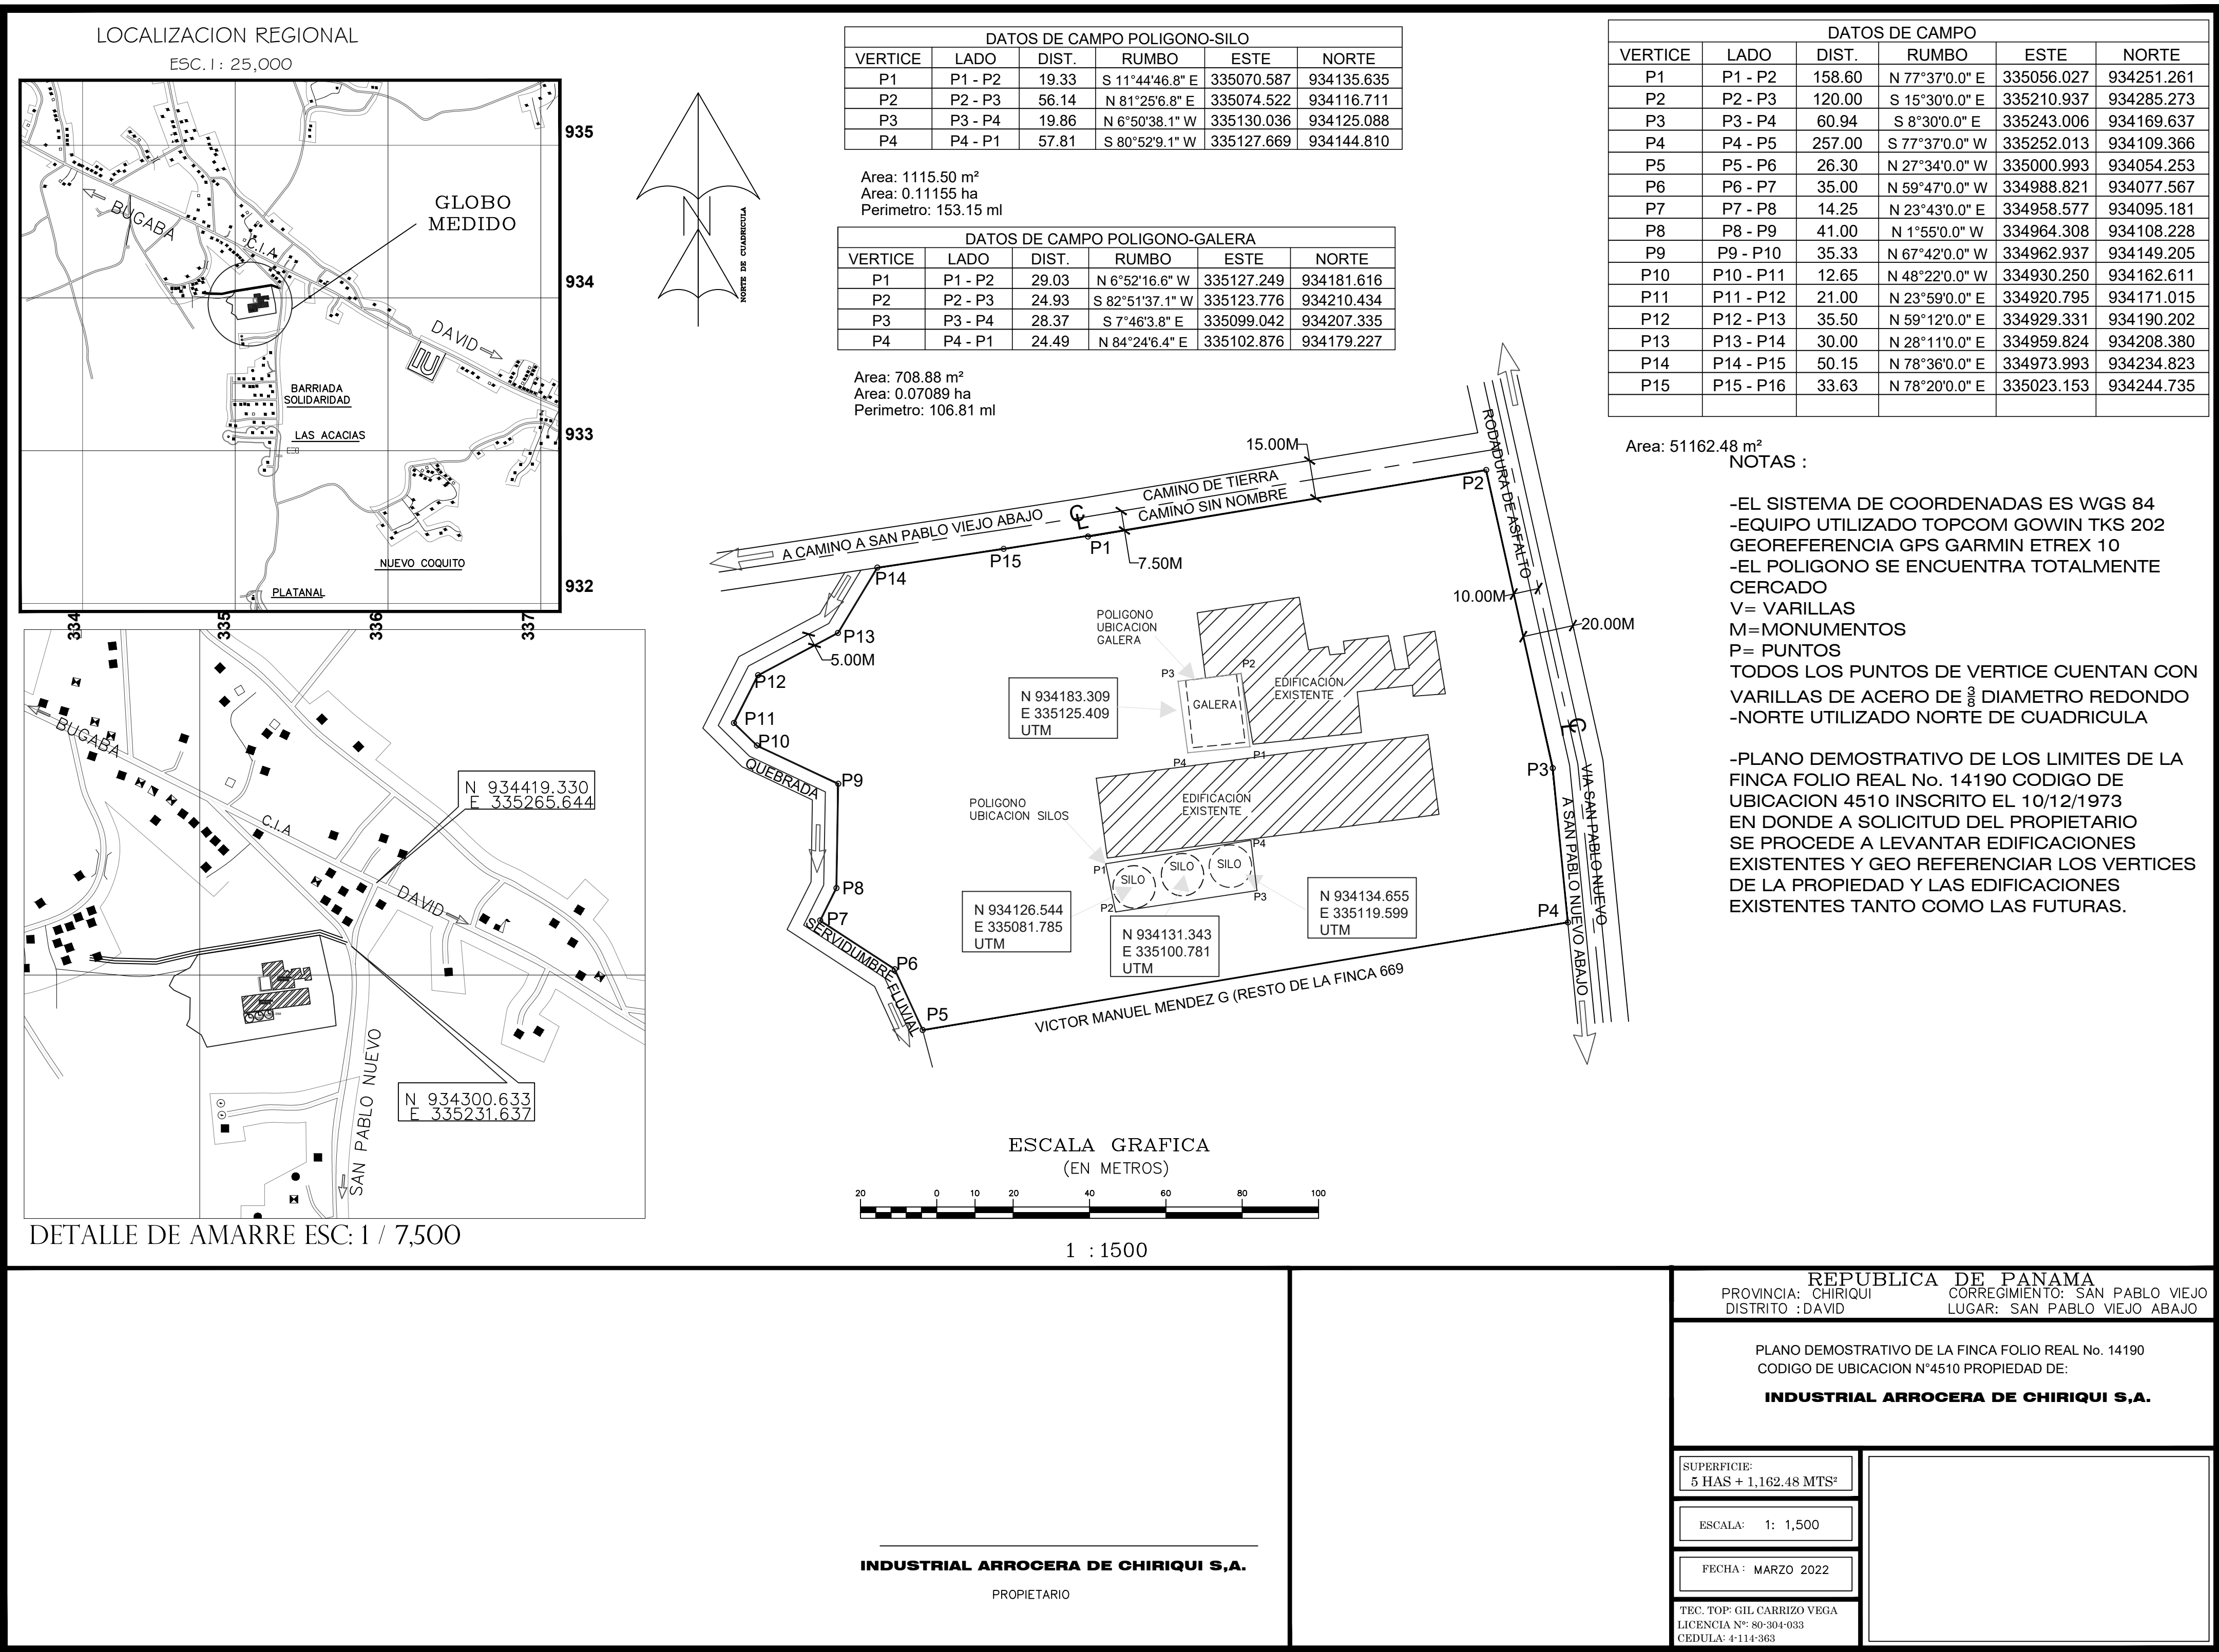 LOCALIZACION REGIONAL
ESC. 1 : 25,000
935
934
933
932
334
335
336
337
GLOBO
MEDIDO
BUGABA
C.I.A
DAVID
BARRIADA
SOLIDARIDAD
LAS ACACIAS
NUEVO COQUITO
PLATANAL
N
NORTE DE CUADRICULA
DATOS DE CAMPO POLIGONO-SILO
VERTICE LADO DIST. RUMBO ESTE NORTE
P1 P1 - P2 19.33 S 11°44'46.8" E 335070.587 934135.635
P2 P2 - P3 56.14 N 81°25'6.8" E 335074.522 934116.711
P3 P3 - P4 19.86 N 6°50'38.1" W 335130.036 934125.088
P4 P4 - P1 57.81 S 80°52'9.1" W 335127.669 934144.810
Area: 1115.50 m²
Area: 0.11155 ha
Perimetro: 153.15 ml
DATOS DE CAMPO POLIGONO-GALERA
VERTICE LADO DIST. RUMBO ESTE NORTE
P1 P1 - P2 29.03 N 6°52'16.6" W 335127.249 934181.616
P2 P2 - P3 24.93 S 82°51'37.1" W 335123.776 934210.434
P3 P3 - P4 28.37 S 7°46'3.8" E 335099.042 934207.335
P4 P4 - P1 24.49 N 84°24'6.4" E 335102.876 934179.227
Area: 708.88 m²
Area: 0.07089 ha
Perimetro: 106.81 ml
DATOS DE CAMPO
VERTICE LADO DIST. RUMBO ESTE NORTE
P1 P1 - P2 158.60 N 77°37'0.0" E 335056.027 934251.261
P2 P2 - P3 120.00 S 15°30'0.0" E 335210.937 934285.273
P3 P3 - P4 60.94 S 8°30'0.0" E 335243.006 934169.637
P4 P4 - P5 257.00 S 77°37'0.0" W 335252.013 934109.366
P5 P5 - P6 26.30 N 27°34'0.0" W 335000.993 934054.253
P6 P6 - P7 35.00 N 59°47'0.0" W 334988.821 934077.567
P7 P7 - P8 14.25 N 23°43'0.0" E 334958.577 934095.181
P8 P8 - P9 41.00 N 1°55'0.0" W 334964.308 934108.228
P9 P9 - P10 35.33 N 67°42'0.0" W 334962.937 934149.205
P10 P10 - P11 12.65 N 48°22'0.0" W 334930.250 934162.611
P11 P11 - P12 21.00 N 23°59'0.0" E 334920.795 934171.015
P12 P12 - P13 35.50 N 59°12'0.0" E 334929.331 934190.202
P13 P13 - P14 30.00 N 28°11'0.0" E 334959.824 934208.380
P14 P14 - P15 50.15 N 78°36'0.0" E 334973.993 934234.823
P15 P15 - P16 33.63 N 78°20'0.0" E 335023.153 934244.735
Area: 51162.48 m²
NOTAS :
-EL SISTEMA DE COORDENADAS ES WGS 84
-EQUIPO UTILIZADO TOPCOM GOWIN TKS 202
GEOREFERENCIA GPS GARMIN ETREX 10
-EL POLIGONO SE ENCUENTRA TOTALMENTE
CERCADO
V= VARILLAS
M=MONUMENTOS
P= PUNTOS
TODOS LOS PUNTOS DE VERTICE CUENTAN CON
VARILLAS DE ACERO DE 3/8 DIAMETRO REDONDO
-NORTE UTILIZADO NORTE DE CUADRICULA
-PLANO DEMOSTRATIVO DE LOS LIMITES DE LA
FINCA FOLIO REAL No. 14190 CODIGO DE
UBICACION 4510 INSCRITO EL 10/12/1973
EN DONDE A SOLICITUD DEL PROPIETARIO
SE PROCEDE A LEVANTAR EDIFICACIONES
EXISTENTES Y GEO REFERENCIAR LOS VERTICES
DE LA PROPIEDAD Y LAS EDIFICACIONES
EXISTENTES TANTO COMO LAS FUTURAS.
15.00M
CAMINO DE TIERRA
CAMINO SIN NOMBRE
A CAMINO A SAN PABLO VIEJO ABAJO
CL
7.50M
RODADURA DE ASFALTO
10.00M
20.00M
CL
VIA SAN PABLO NUEVO
A SAN PABLO NUEVO ABAJO
P1
P2
P3
P4
P5
P6
P7
P8
P9
P10
P11
P12
P13
P14
P15
5.00M
QUEBRADA
SERVIDUMBRE FLUVIAL
VICTOR MANUEL MENDEZ G (RESTO DE LA FINCA 669
POLIGONO
UBICACION
GALERA
P3
P2
P4
P1
GALERA
EDIFICACION
EXISTENTE
N 934183.309
E 335125.409
UTM
EDIFICACION
EXISTENTE
POLIGONO
UBICACION SILOS
P1
P2
P3
P4
SILO
SILO
SILO
N 934126.544
E 335081.785
UTM
N 934131.343
E 335100.781
UTM
N 934134.655
E 335119.599
UTM
BUGABA
C.I.A
DAVID
N 934419.330
E 335265.644
N 934300.633
E 335231.637
SAN PABLO NUEVO
DETALLE DE AMARRE ESC: 1 / 7,500
ESCALA GRAFICA
(EN METROS)
20 0 10 20 40 60 80 100
1 : 1500
INDUSTRIAL ARROCERA DE CHIRIQUI S,A.
PROPIETARIO
REPUBLICA DE PANAMA
PROVINCIA: CHIRIQUI CORREGIMIENTO: SAN PABLO VIEJO
DISTRITO :DAVID LUGAR: SAN PABLO VIEJO ABAJO
PLANO DEMOSTRATIVO DE LA FINCA FOLIO REAL No. 14190
CODIGO DE UBICACION N°4510 PROPIEDAD DE:
INDUSTRIAL ARROCERA DE CHIRIQUI S,A.
SUPERFICIE:
5 HAS + 1,162.48 MTS²
ESCALA: 1: 1,500
FECHA : MARZO 2022
TEC. TOP: GIL CARRIZO VEGA
LICENCIA Nº: 80-304-033
CEDULA: 4-114-363